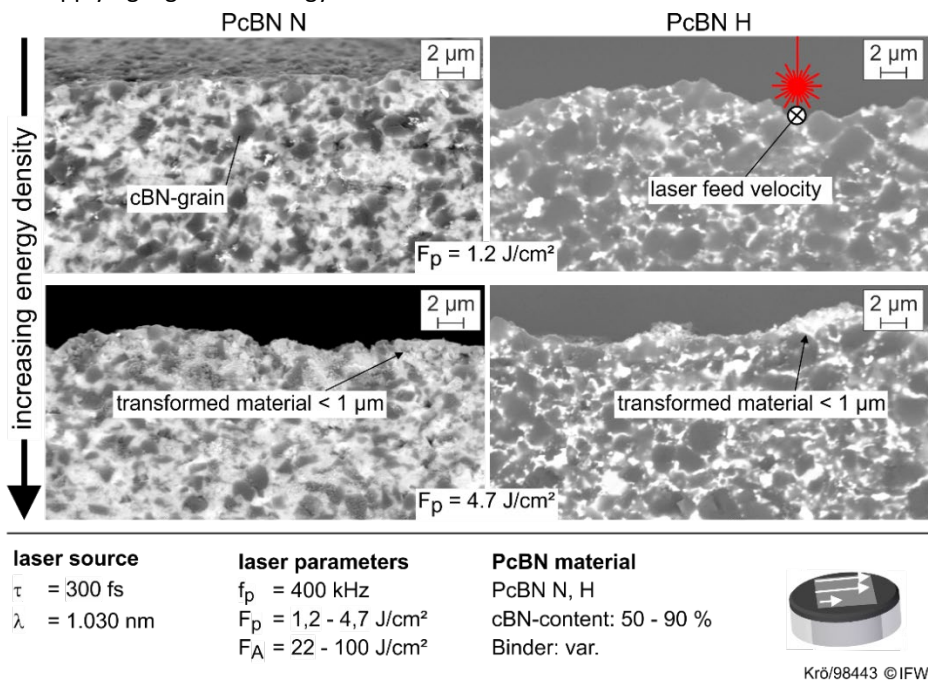 PcBN N
PcBN H
increasing energy density
2 µm
cBN-grain
2 µm
laser feed velocity
Fp = 1.2 J/cm²
2 µm
transformed material < 1 µm
2 µm
transformed material < 1 µm
Fp = 4.7 J/cm²
laser source
τ = 300 fs
λ = 1.030 nm
laser parameters
fp = 400 kHz
Fp = 1,2 - 4,7 J/cm²
FA = 22 - 100 J/cm²
PcBN material
PcBN N, H
cBN-content: 50 - 90 %
Binder: var.
Krö/98443 ©IFW